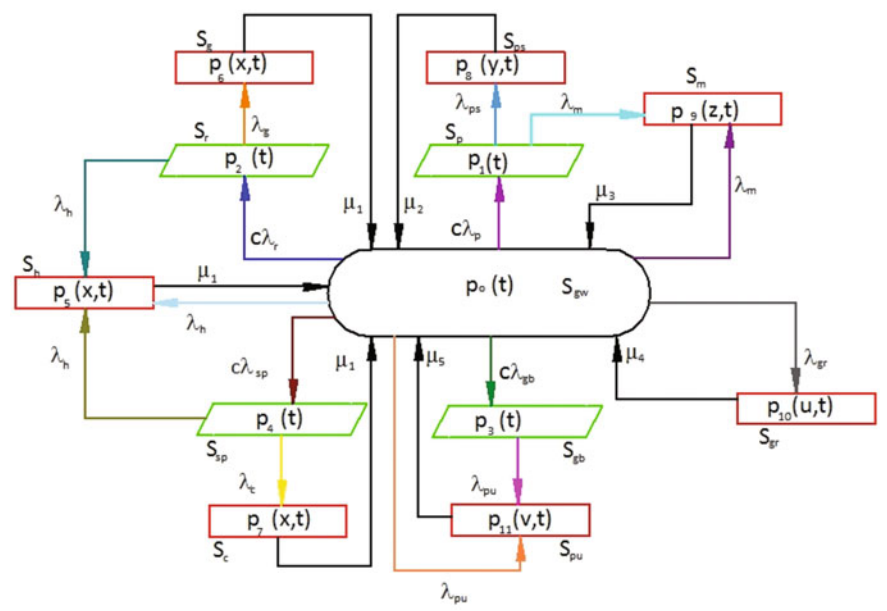 S_g
p_6 (x,t)
S_ps
p_8 (y,t)
S_m
p_9 (z,t)
λ_g
λ_ps
λ_m
S_r
p_2 (t)
S_p
p_1(t)
λ_h
μ_1
μ_2
μ_3
λ_m
cλ_r
cλ_p
S_h
p_5 (x,t)
μ_1
λ_h
p_o (t)
S_gw
λ_h
cλ_sp
μ_1
μ_5
cλ_gb
μ_4
λ_gr
p_4 (t)
S_sp
p_3 (t)
S_gb
p_10(u,t)
S_gr
λ_t
λ_pu
p_7 (x,t)
S_c
p_11(v,t)
S_pu
λ_pu